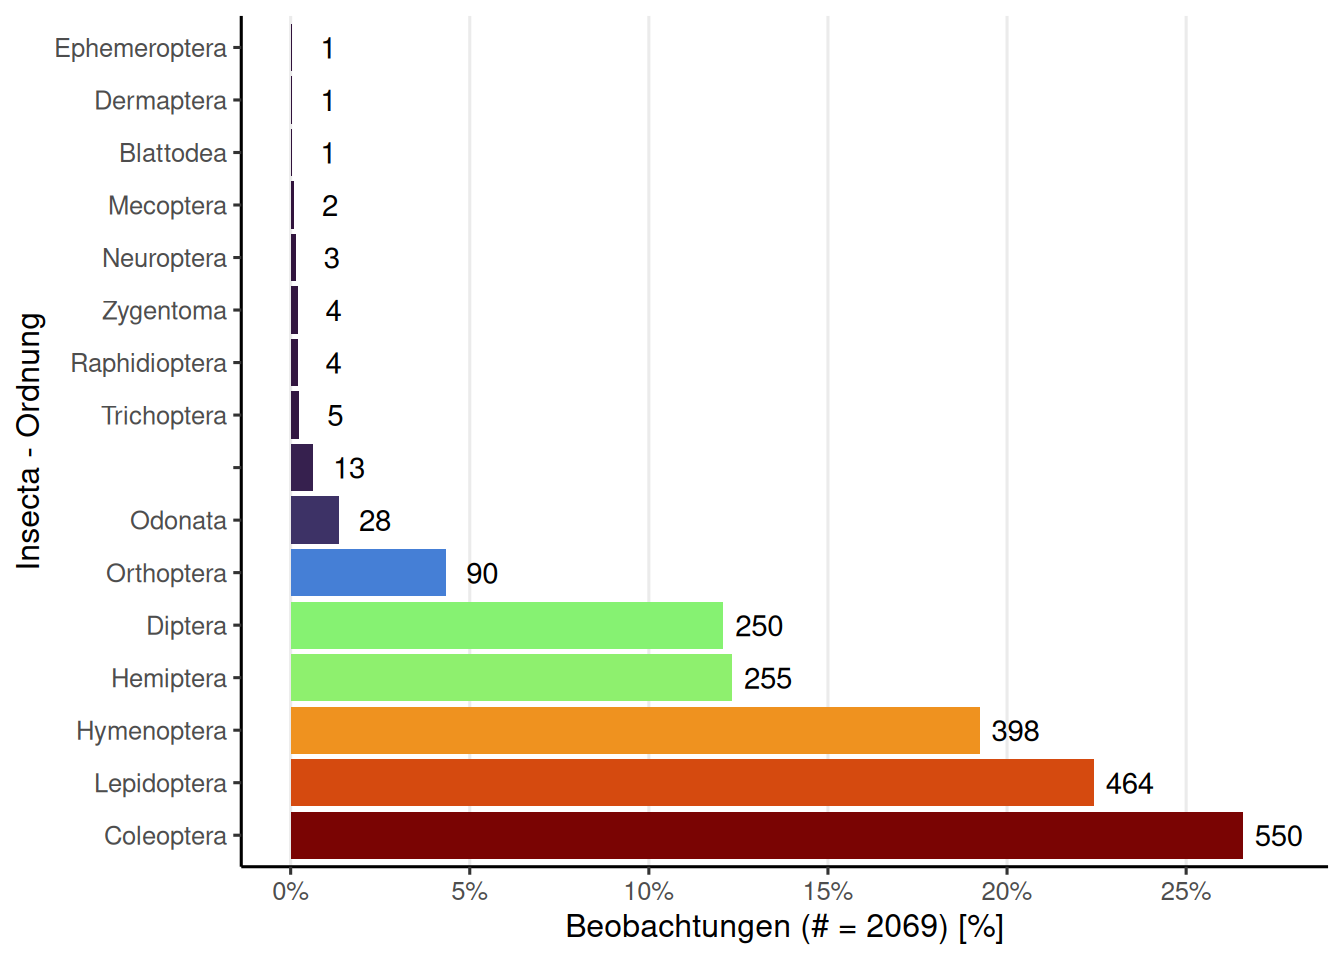 Ephemeroptera 1
Dermaptera 1
Blattodea 1
Mecoptera 2
Neuroptera 3
Zygentoma 4
Raphidioptera 4
Trichoptera 5
13
Odonata 28
Orthoptera 90
Diptera 250
Hemiptera 255
Hymenoptera 398
Lepidoptera 464
Coleoptera 550
0% 5% 10% 15% 20% 25%
Beobachtungen (# = 2069) [%]
Insecta - Ordnung